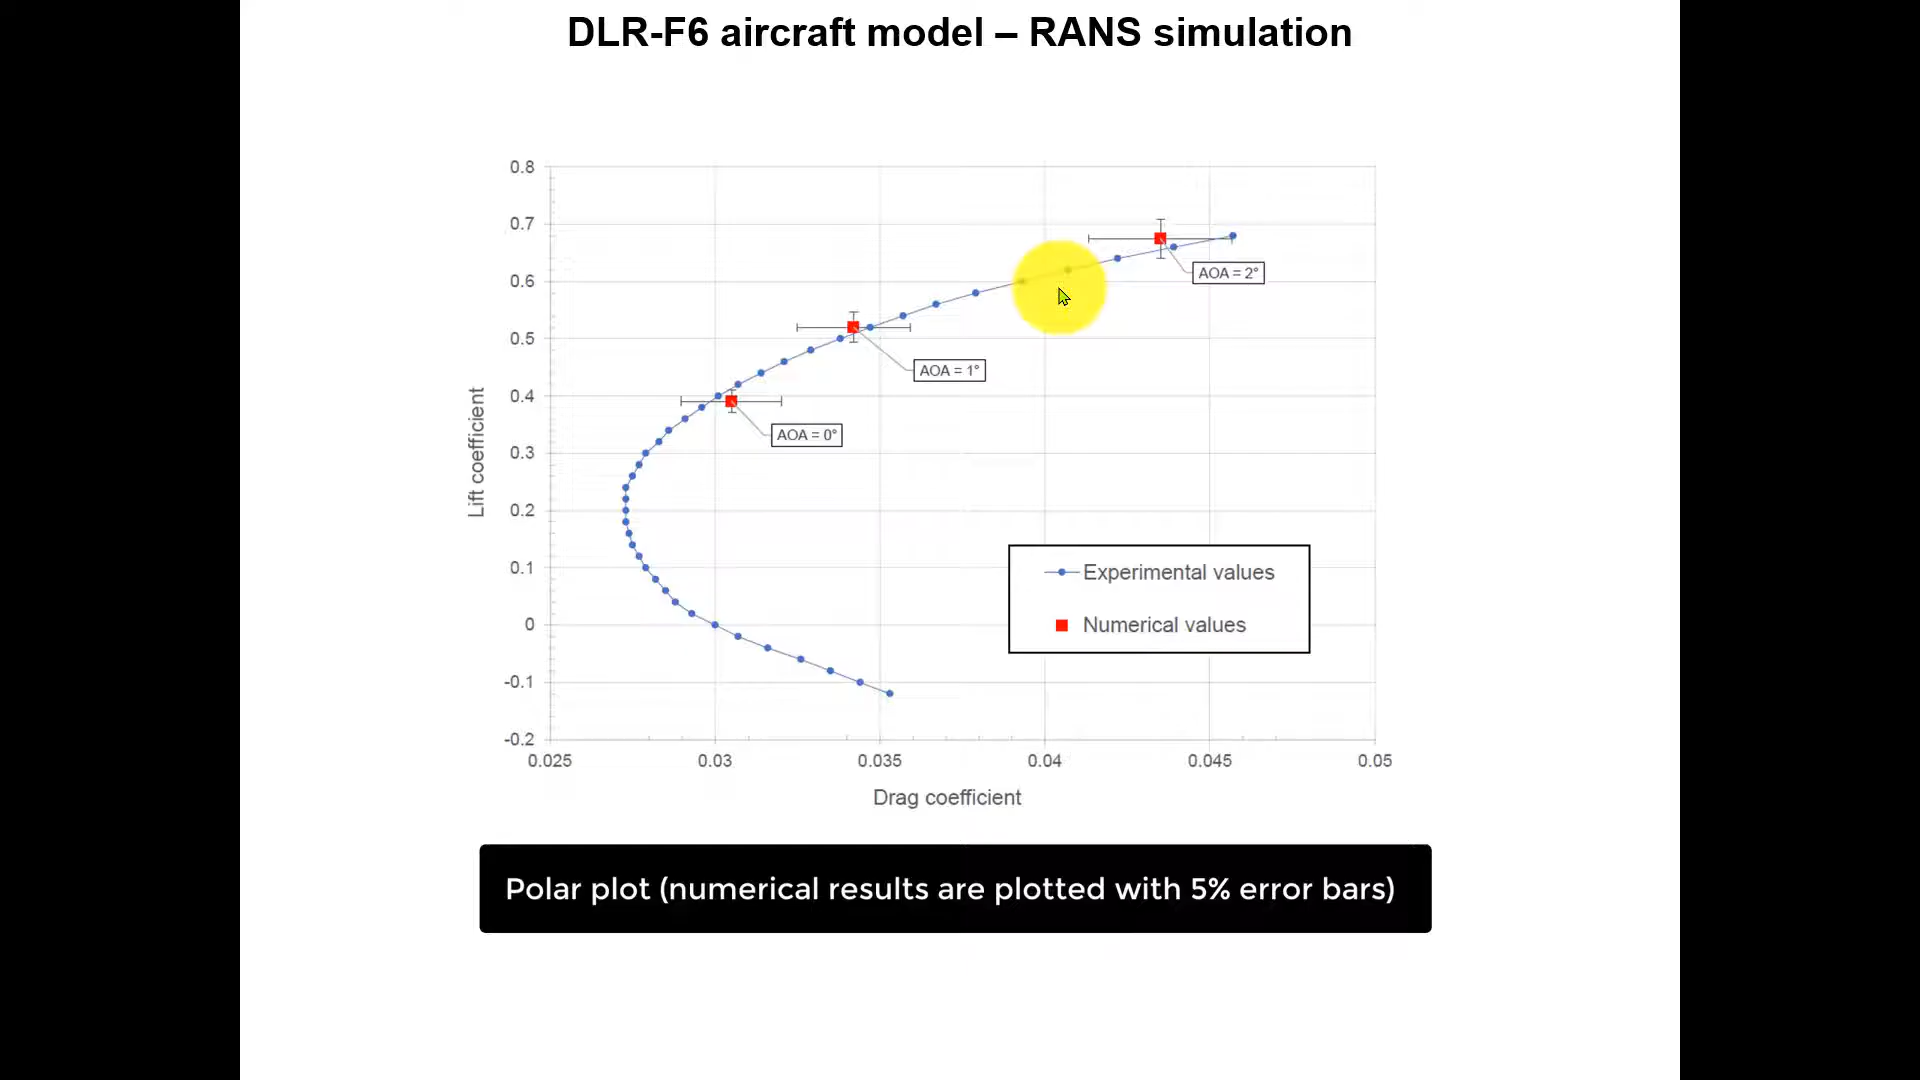 DLR-F6 aircraft model – RANS simulation
0.8
0.7
0.6
0.5
0.4
0.3
0.2
0.1
0
-0.1
-0.2
Lift coefficient
AOA = 2°
AOA = 1°
AOA = 0°
Experimental values
Numerical values
0.025 0.03 0.035 0.04 0.045 0.05
Drag coefficient
Polar plot (numerical results are plotted with 5% error bars)